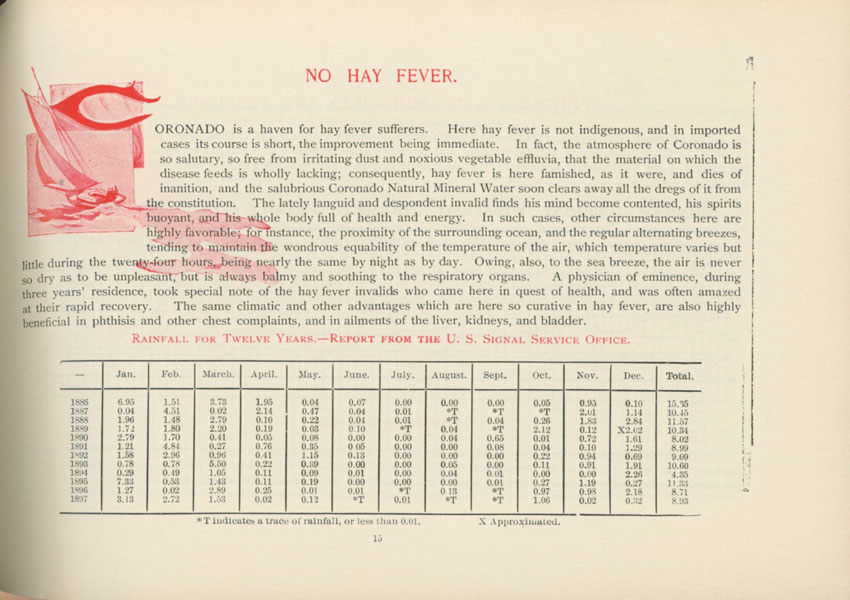 NO HAY FEVER.
CORONADO is a haven for hay fever sufferers. Here hay fever is not indigenous, and in imported
cases its course is short, the improvement being immediate. In fact, the atmosphere of Coronado is
so salutary, so free from irritating dust and noxious vegetable effluvia, that the material on which the
disease feeds is wholly lacking; consequently, hay fever is here famished, as it were, and dies of
inanition, and the salubrious Coronado Natural Mineral Water soon clears away all the dregs of it from
the constitution. The lately languid and despondent invalid finds his mind become contented, his spirits
buoyant, and his whole body full of health and energy. In such cases, other circumstances here are
highly favorable; for instance, the proximity of the surrounding ocean, and the regular alternating breezes,
tending to maintain the wondrous equability of the temperature of the air, which temperature varies but
little during the twenty-four hours, being nearly the same by night as by day. Owing, also, to the sea breeze, the air is never
so dry as to be unpleasant, but is always balmy and soothing to the respiratory organs. A physician of eminence, during
three years' residence, took special note of the hay fever invalids who came here in quest of health, and was often amazed
at their rapid recovery. The same climatic and other advantages which are here so curative in hay fever, are also highly
beneficial in phthisis and other chest complaints, and in ailments of the liver, kidneys, and bladder.
RAINFALL FOR TWELVE YEARS.—REPORT FROM THE U. S. SIGNAL SERVICE OFFICE.
— Jan. Feb. March. April. May. June. July. August. Sept. Oct. Nov. Dec. Total.
1886 6.95 1.51 3.73 1.95 0.04 0.07 0.00 0.00 0.00 0.05 0.95 0.10 15.35
1887 0.04 4.51 0.02 2.14 0.47 0.04 0.01 *T *T *T 2.01 1.14 10.45
1888 1.96 1.48 2.79 0.10 0.22 0.04 0.01 *T 0.04 0.26 1.83 2.84 11.57
1889 1.72 1.80 2.20 0.19 0.03 0.10 *T 0.04 *T 2.12 0.12 X2.02 10.34
1890 2.79 1.70 0.41 0.05 0.08 0.00 0.00 0.04 0.65 0.01 0.72 1.61 8.02
1891 1.21 4.84 0.27 0.76 0.35 0 05 0.00 0.00 0.08 0.04 0.10 1.29 8.99
1892 1.58 2.96 0.96 0.41 1.15 0.13 0.00 0.00 0.00 0.22 0.94 0.69 9.09
1893 0.78 0.78 5.50 0.22 0.39 0.00 0.00 0.05 0.00 0.11 0.91 1.91 10.60
1894 0.29 0.49 1.05 0.11 0.09 0.01 0.00 0.04 0.01 0.00 0.00 2.26 4.35
1895 7.33 0.53 1.43 0.11 0.19 0.00 0.00 0.00 0.01 0.27 1.19 0.27 11.33
1896 1.27 0.02 2.89 0.25 0.01 0.01 *T 0 13 *T 0.97 0.98 2.18 8.71
1897 3.13 2.72 1.53 0.02 0.12 *T 0.01 *T *T 1.06 0.02 0.32 8.93
*T indicates a trace of rainfall, or less than 0.01. X Approximated.
15